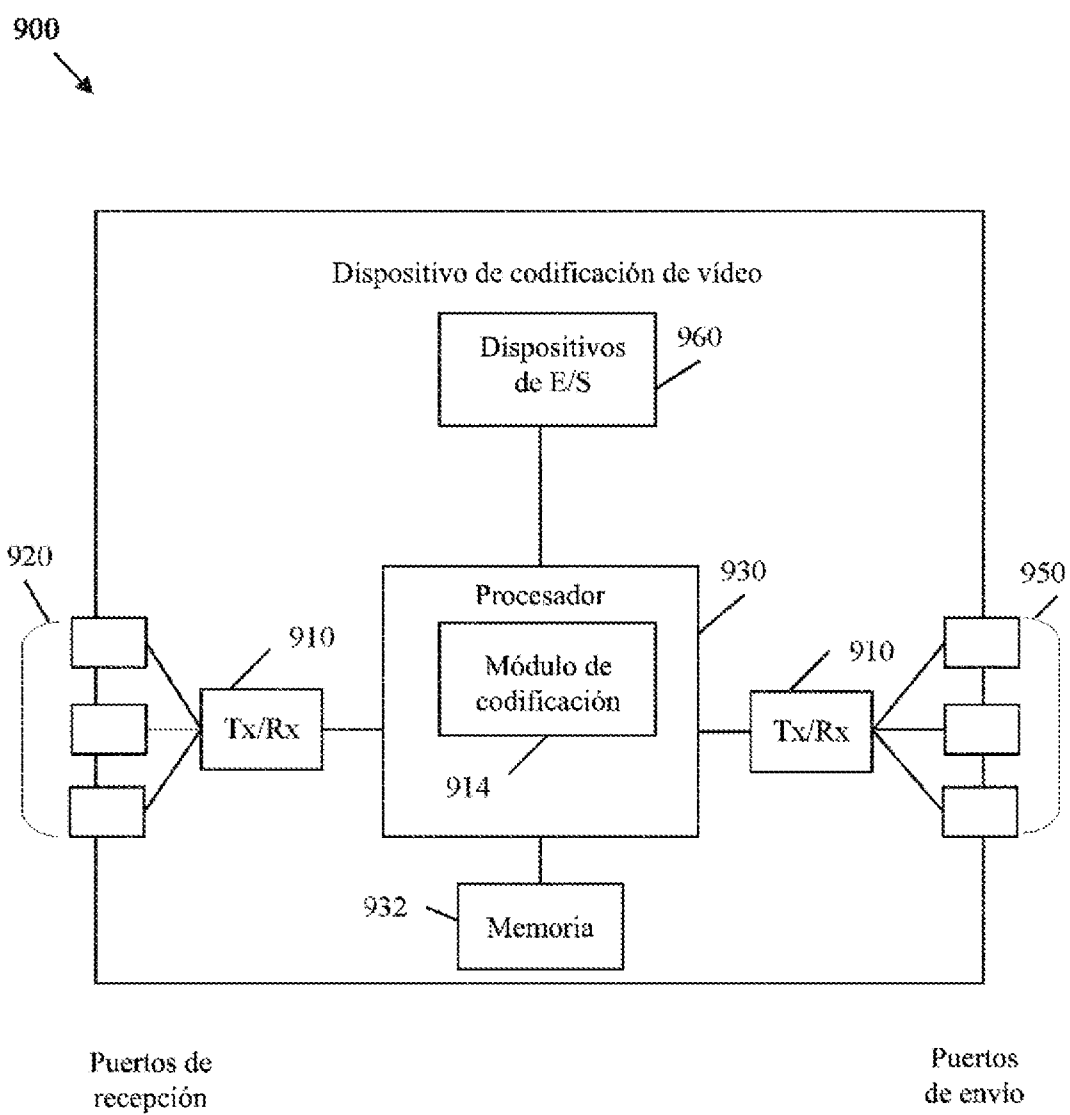 900
Dispositivo de codificación de vídeo
Dispositivos
de E/S
960
920
910
Tx/Rx
Procesador
930
Módulo de
codificación
914
910
Tx/Rx
950
932
Memoria
Puertos de
recepción
Puertos
de envío